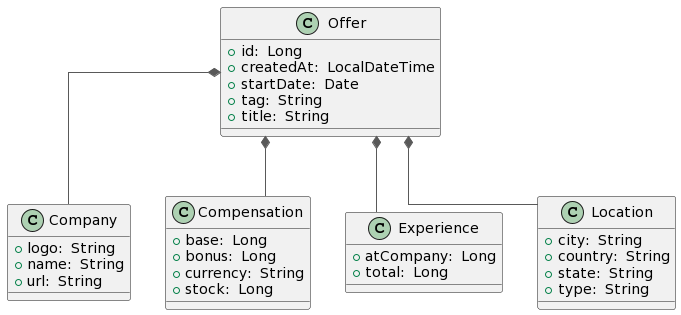 C Offer
id: Long
createdAt: LocalDateTime
startDate: Date
tag: String
title: String
C Company
logo: String
name: String
url: String
C Compensation
base: Long
bonus: Long
currency: String
stock: Long
C Experience
atCompany: Long
total: Long
C Location
city: String
country: String
state: String
type: String